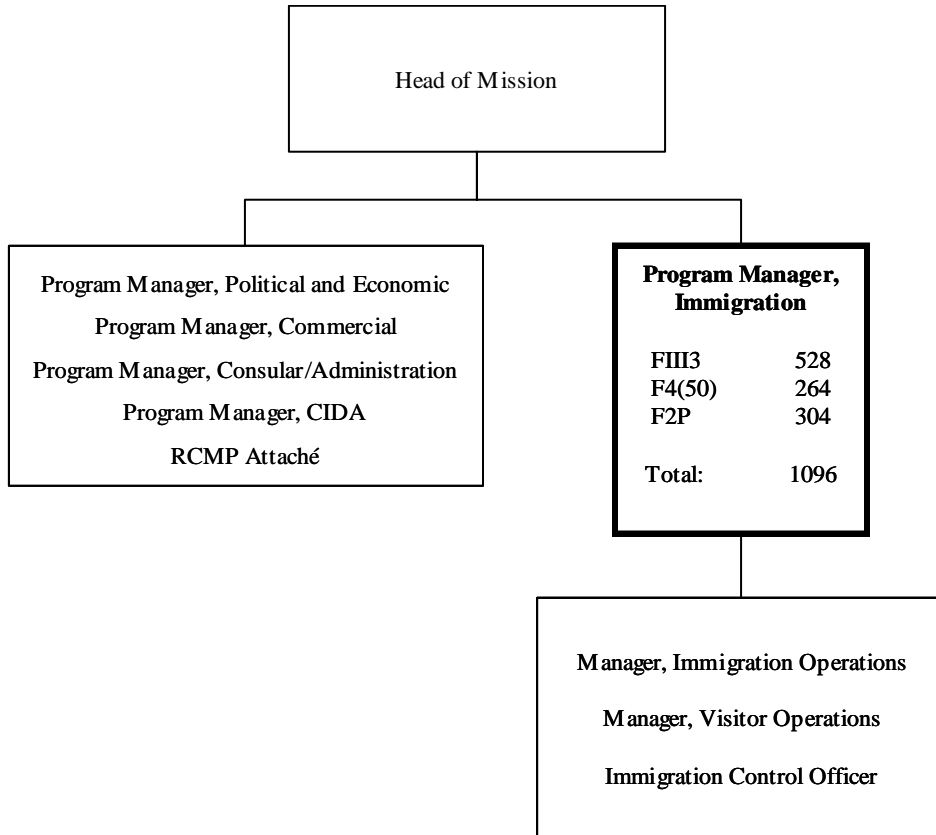 Head of Mission
Program Manager, Political and Economic
Program Manager, Commercial
Program Manager, Consular/Administration
Program Manager, CIDA
RCMP Attaché
Program Manager,
Immigration
FIII3 528
F4(50) 264
F2P 304
Total: 1096
Manager, Immigration Operations
Manager, Visitor Operations
Immigration Control Officer